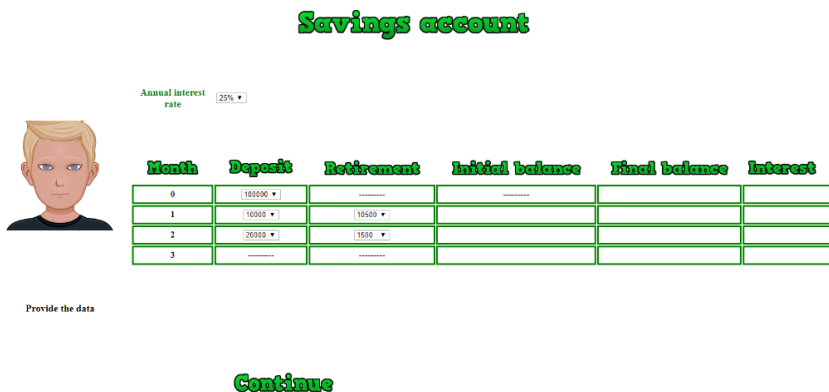 Savings account
Annual interest
rate
25%
Month Deposit Retirement Initial balance Final balance Interest
0 100000 --------- ---------
1 10000 10500
2 20000 1500
3 --------- ---------
Provide the data
Continue